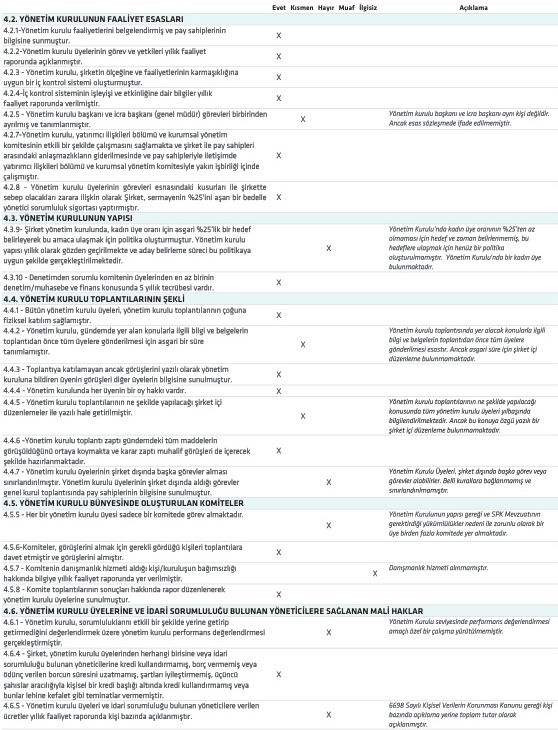 Evet Kısmen Hayır Muaf İlgisiz Açıklama
4.2. YÖNETİM KURULUNUN FAALİYET ESASLARI
4.2.1-Yönetim kurulu faaliyetlerini belgelendirmiş ve pay sahiplerinin
bilgisine sunmuştur. X
4.2.2-Yönetim kurulu üyelerinin görev ve yetkileri yıllık faaliyet
raporunda açıklanmıştır. X
4.2.3 - Yönetim kurulu, şirketin ölçeğine ve faaliyetlerinin karmaşıklığına
uygun bir iç kontrol sistemi oluşturmuştur. X
4.2.4-İç kontrol sisteminin işleyişi ve etkinliğine dair bilgiler yıllık
faaliyet raporunda verilmiştir. X
4.2.5 - Yönetim kurulu başkanı ve icra başkanı (genel müdür) görevleri birbirinden
ayrılmış ve tanımlanmıştır. X
Yönetim kurulu başkanı ve icra başkanı aynı kişi değildir.
Ancak esas sözleşmede ifade edilmemiştir.
4.2.7-Yönetim kurulu, yatırımcı ilişkileri bölümü ve kurumsal yönetim
komitesinin etkili bir şekilde çalışmasını sağlamakta ve şirket ile pay sahipleri
arasındaki anlaşmazlıkların giderilmesinde ve pay sahipleriyle iletişimde
yatırımcı ilişkileri bölümü ve kurumsal yönetim komitesiyle yakın işbirliği içinde
çalışmıştır. X
4.2.8 - Yönetim kurulu üyelerinin görevleri esnasındaki kusurları ile şirkette
sebep olacakları zarara ilişkin olarak Şirket, sermayenin %25'ini aşan bir bedelle
yönetici sorumluluk sigortası yaptırmıştır. X
4.3. YÖNETİM KURULUNUN YAPISI
4.3.9- Şirket yönetim kurulunda, kadın üye oranı için asgari %25'lik bir hedef
belirleyerek bu amaca ulaşmak için politika oluşturmuştur. Yönetim kurulu
yapısı yıllık olarak gözden geçirilmekte ve aday belirleme süreci bu politikaya
uygun şekilde gerçekleştirilmektedir. X
Yönetim Kurulu'nda kadın üye oranının %25'ten az
olmaması için hedef ve zaman belirlenmemiş, bu
hedeflere ulaşmak için henüz bir politika
oluşturulmamıştır. Yönetim Kurulu'nda bir kadın üye
bulunmaktadır.
4.3.10 - Denetimden sorumlu komitenin üyelerinden en az birinin
denetim/muhasebe ve finans konusunda 5 yıllık tecrübesi vardır. X
4.4. YÖNETİM KURULU TOPLANTILARININ ŞEKLİ
4.4.1 - Bütün yönetim kurulu üyeleri, yönetim kurulu toplantılarının çoğuna
fiziksel katılım sağlamıştır. X
4.4.2 - Yönetim kurulu, gündemde yer alan konularla ilgili bilgi ve belgelerin
toplantıdan önce tüm üyelere gönderilmesi için asgari bir süre
tanımlamıştır. X
Yönetim kurulu toplantısında yer alacak konularla ilgili
bilgi ve belgelerin toplantıdan önce tüm üyelere
gönderilmesi esastır. Ancak asgari süre için şirket içi
düzenleme bulunmamaktadır.
4.4.3 - Toplantıya katılamayan ancak görüşlerini yazılı olarak yönetim
kuruluna bildiren üyenin görüşleri diğer üyelerin bilgisine sunulmuştur. X
4.4.4 - Yönetim kurulunda her üyenin bir oy hakkı vardır. X
4.4.5 - Yönetim kurulu toplantılarının ne şekilde yapılacağı şirket içi
düzenlemeler ile yazılı hale getirilmiştir. X
Yönetim kurulu toplantılarının ne şekilde yapılacağı
konusunda tüm yönetim kurulu üyeleri yılbaşında
bilgilendirilmektedir. Ancak bu konuya özgü yazılı bir
şirket içi düzenleme bulunmamaktadır.
4.4.6 -Yönetim kurulu toplantı zaptı gündemdeki tüm maddelerin
görüşüldüğünü ortaya koymakta ve karar zaptı muhalif görüşleri de içerecek
şekilde hazırlanmaktadır. X
4.4.7 - Yönetim kurulu üyelerinin şirket dışında başka görevler alması
sınırlandırılmıştır. Yönetim kurulu üyelerinin şirket dışında aldığı görevler
genel kurul toplantısında pay sahiplerinin bilgisine sunulmuştur. X
Yönetim Kurulu Üyeleri, şirket dışında başka görev veya
görevler alabilirler. Belli kurallara bağlanmamış ve
sınırlandırılmamıştır.
4.5. YÖNETİM KURULU BÜNYESİNDE OLUŞTURULAN KOMİTELER
4.5.5 - Her bir yönetim kurulu üyesi sadece bir komitede görev almaktadır. X
Yönetim Kurulunun yapısı gereği ve SPK Mevzuatının
gerektirdiği yükümlülükler nedeni ile zorunlu olarak bir
üye birden fazla komitede yer almaktadır.
4.5.6-Komiteler, görüşlerini almak için gerekli gördüğü kişileri toplantılara
davet etmiştir ve görüşlerini almıştır. X
4.5.7 - Komitenin danışmanlık hizmeti aldığı kişi/kuruluşun bağımsızlığı
hakkında bilgiye yıllık faaliyet raporunda yer verilmiştir. X
Danışmanlık hizmeti alınmamıştır.
4.5.8 - Komite toplantılarının sonuçları hakkında rapor düzenlenerek
yönetim kurulu üyelerine sunulmuştur. X
4.6. YÖNETİM KURULU ÜYELERİNE VE İDARİ SORUMLULUĞU BULUNAN YÖNETİCİLERE SAĞLANAN MALİ HAKLAR
4.6.1 - Yönetim kurulu, sorumluluklarını etkili bir şekilde yerine getirip
getirmediğini değerlendirmek üzere yönetim kurulu performans değerlendirmesi
gerçekleştirmiştir. X
Yönetim Kurulu seviyesinde performans değerlendirmesi
amaçlı özel bir çalışma yürütülmemiştir.
4.6.4 - Şirket, yönetim kurulu üyelerinden herhangi birisine veya idari
sorumluluğu bulunan yöneticilerine kredi kullandırmamış, borç vermemiş veya
ödünç verilen borcun süresini uzatmamış, şartları iyileştirmemiş, üçüncü
şahıslar aracılığıyla kişisel bir kredi başlığı altında kredi kullandırmamış veya
bunlar lehine kefalet gibi teminatlar vermemiştir. X
4.6.5 - Yönetim kurulu üyeleri ve idari sorumluluğu bulunan yöneticilere verilen
ücretler yıllık faaliyet raporunda kişi bazında açıklanmıştır. X
6698 Sayılı Kişisel Verilerin Korunması Kanunu gereği kişi
bazında açıklama yerine toplam tutar olarak
açıklanmıştır.